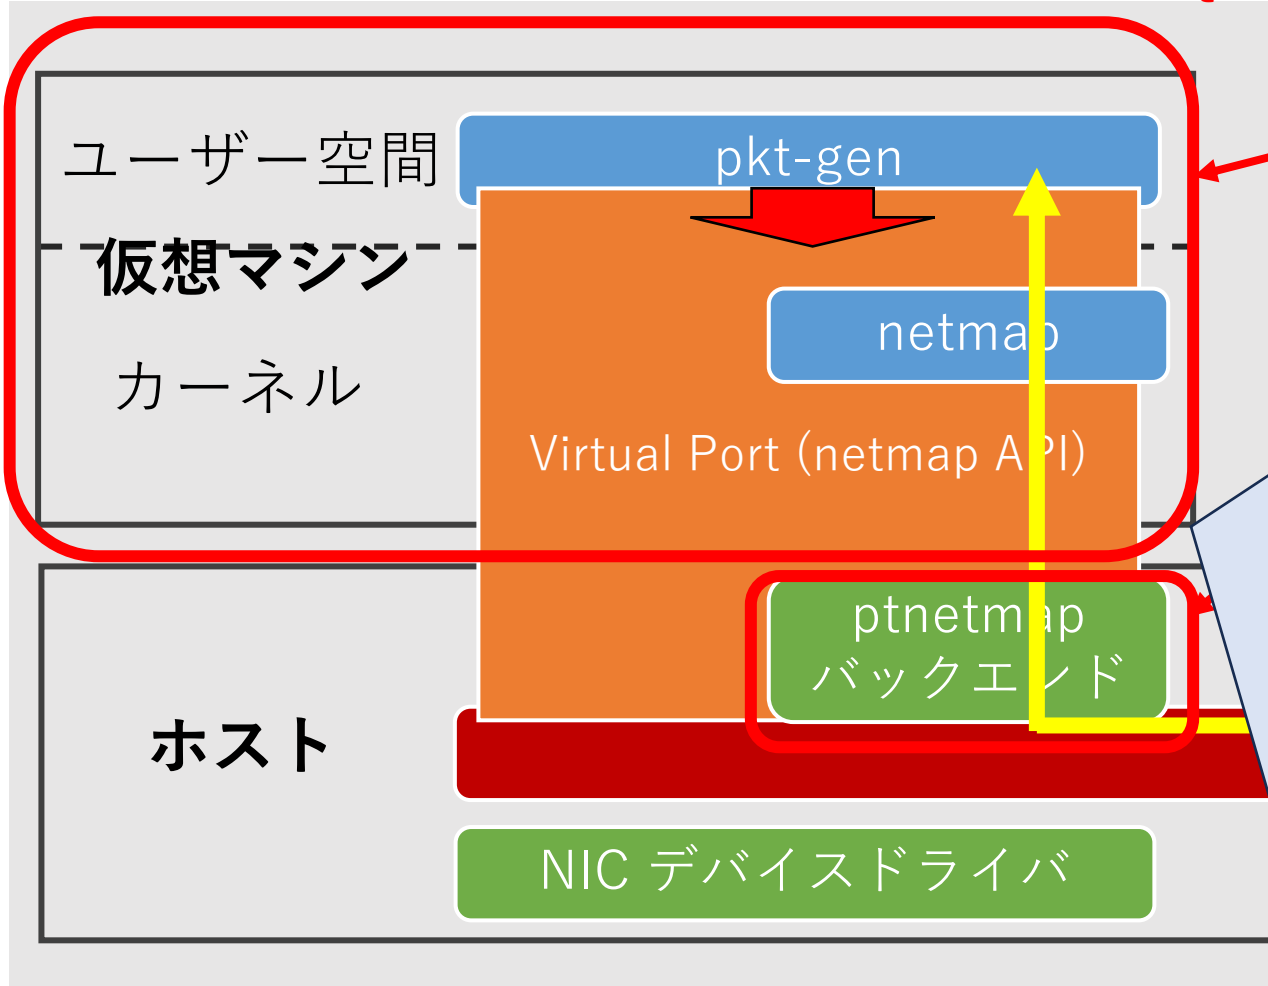 ユーザー空間
pkt-gen
仮想マシン
netmap
カーネル
Virtual Port (netmap API)
ptnetmap
バックエンド
ホスト
NIC デバイスドライバ